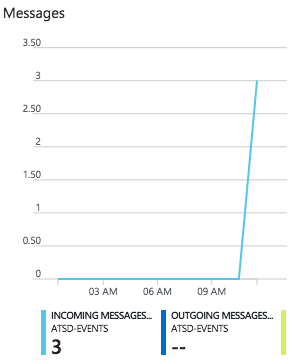 Messages
3.50
3
2.50
2
1.50
1
0.50
0
03 AM 06 AM 09 AM
INCOMING MESSAGES... OUTGOING MESSAGES...
ATSD-EVENTS ATSD-EVENTS
3 --